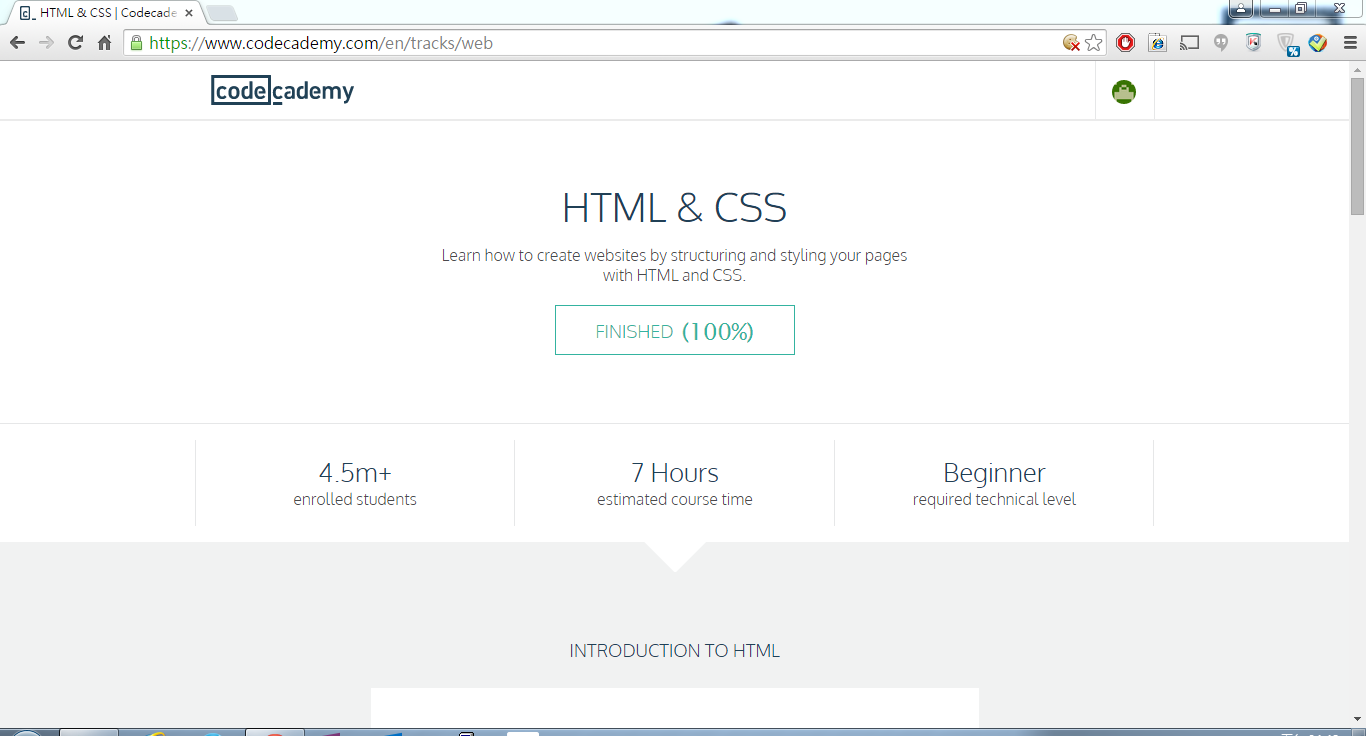 HTML & CSS | Codecade
https://www.codecademy.com/en/tracks/web
codecademy
HTML & CSS
Learn how to create websites by structuring and styling your pages
with HTML and CSS.
FINISHED (100%)
4.5m+
enrolled students
7 Hours
estimated course time
Beginner
required technical level
INTRODUCTION TO HTML